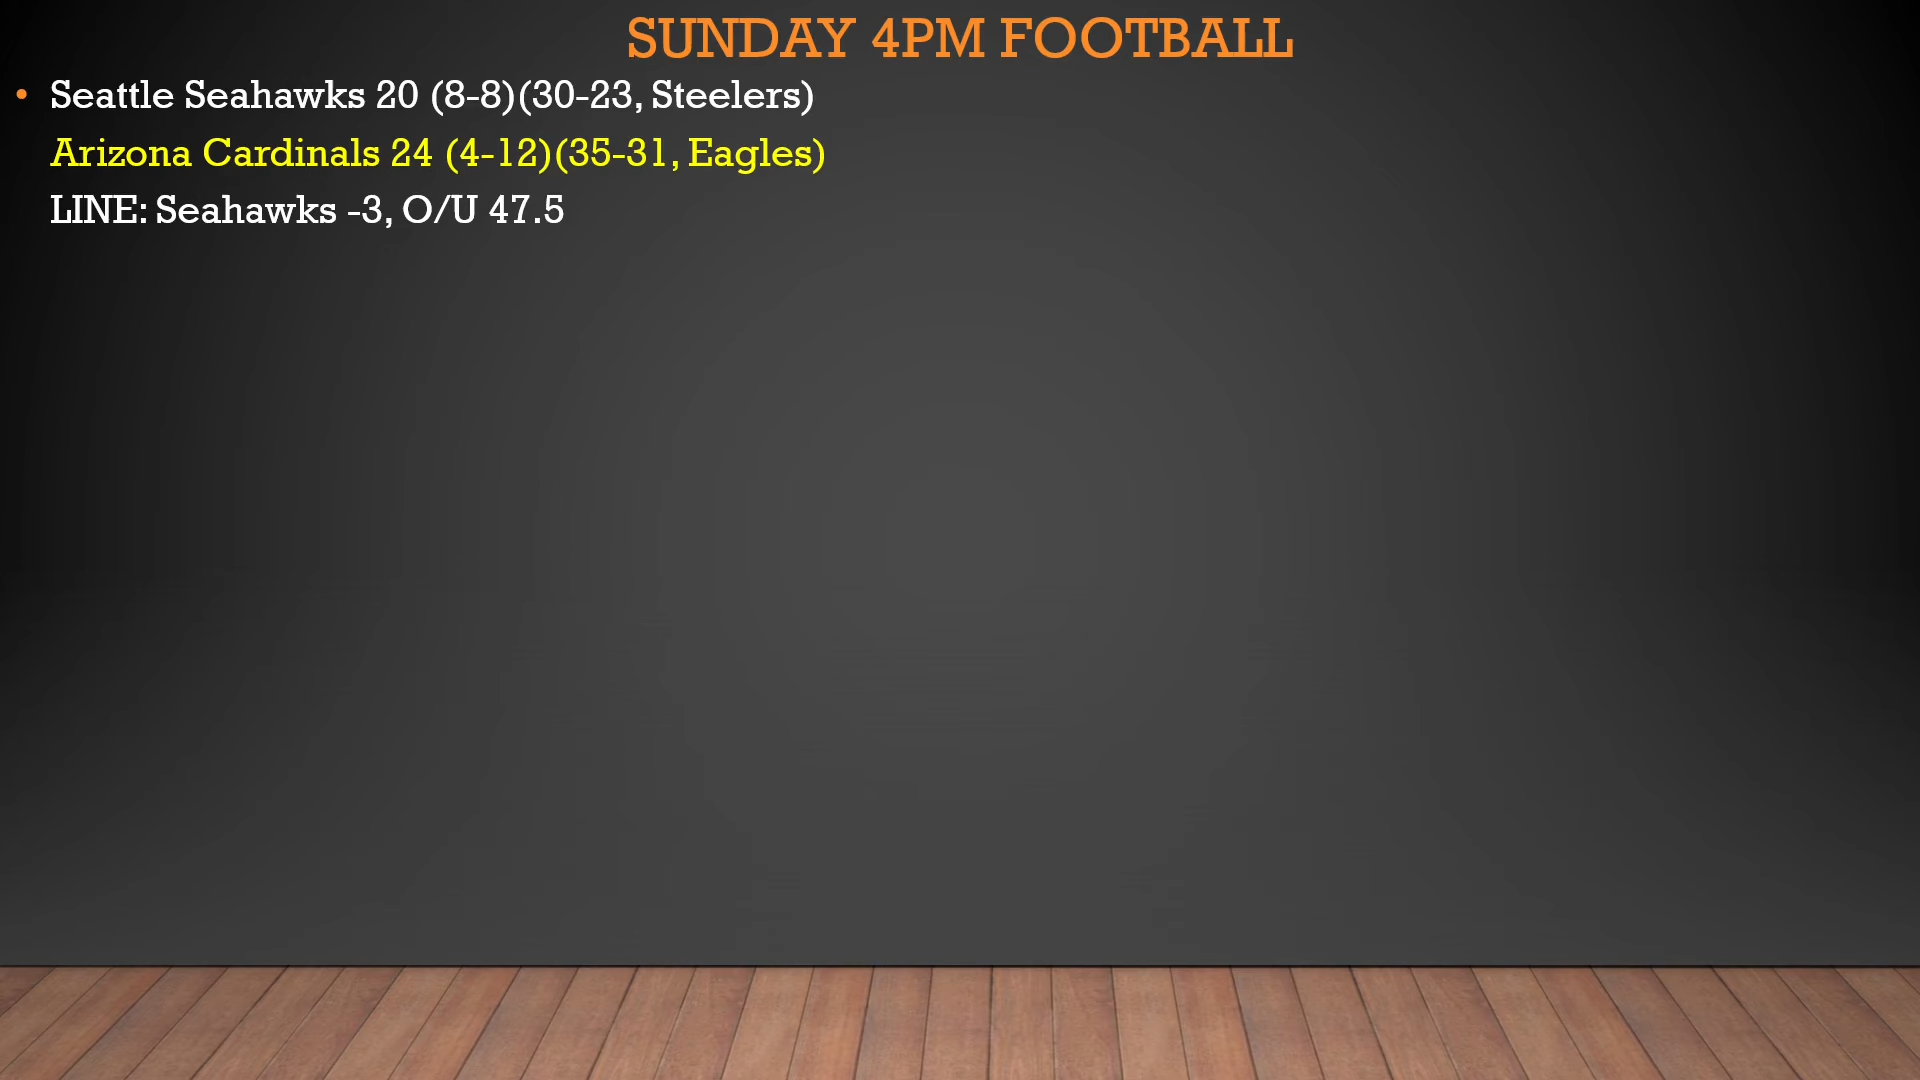 SUNDAY 4PM FOOTBALL
• Seattle Seahawks 20 (8-8)(30-23, Steelers)
Arizona Cardinals 24 (4-12)(35-31, Eagles)
LINE: Seahawks -3, O/U 47.5